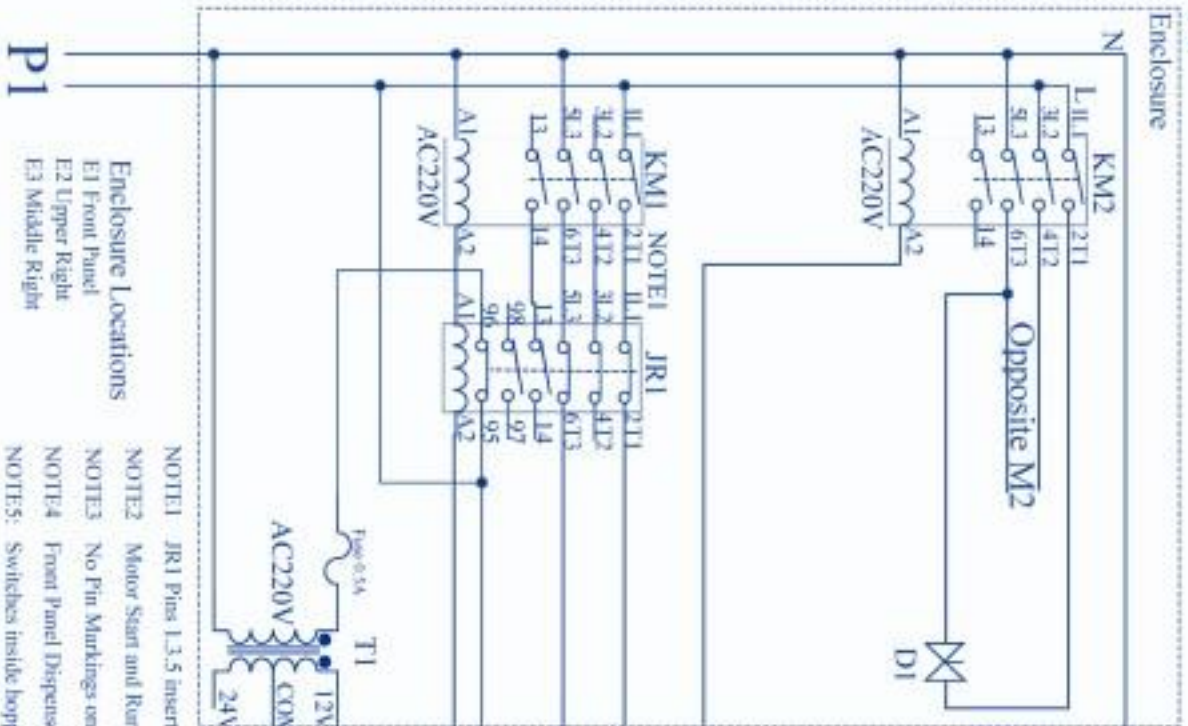 Enclosure
N
KM2
L
1L1
2T1
3L2
4T2
5L3
6T3
Opposite M2
13
14
D1
A1
A2
AC220V
KM1
NOTE1
JR1
1L1
2T1
1L1
2T1
3L2
4T2
3L2
4T2
5L3
6T3
5L3
6T3
13
14
13
14
98
97
96
95
A1
A2
A1
A2
AC220V
T1
Fuse 0.5A
12V
COM
AC220V
24V
NOTE1 JR1 Pins 1.3.5 insert
NOTE2 Motor Start and Run
NOTE3 No Pin Markings on
NOTE4 Front Panel Dispens
NOTE5: Switches inside hopp
Enclosure Locations
E1 Front Panel
E2 Upper Right
E3 Middle Right
P1